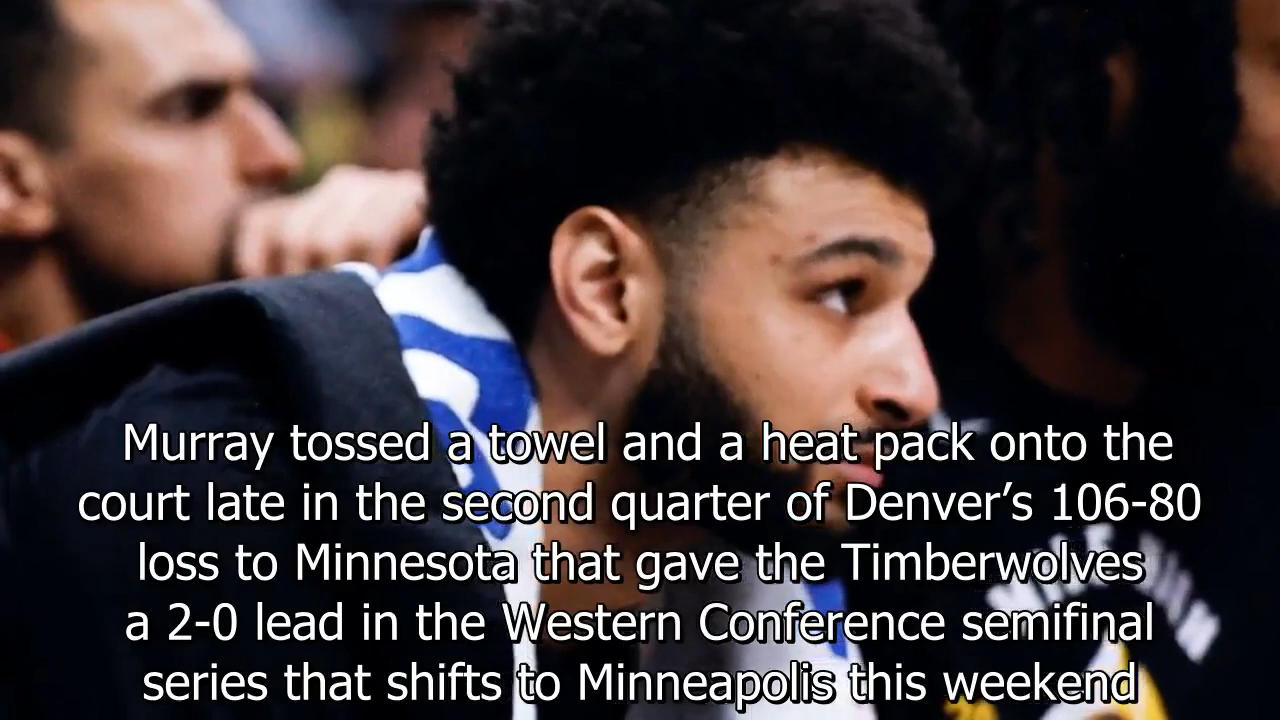 Murray tossed a towel and a heat pack onto the
court late in the second quarter of Denver’s 106-80
loss to Minnesota that gave the Timberwolves
a 2-0 lead in the Western Conference semifinal
series that shifts to Minneapolis this weekend